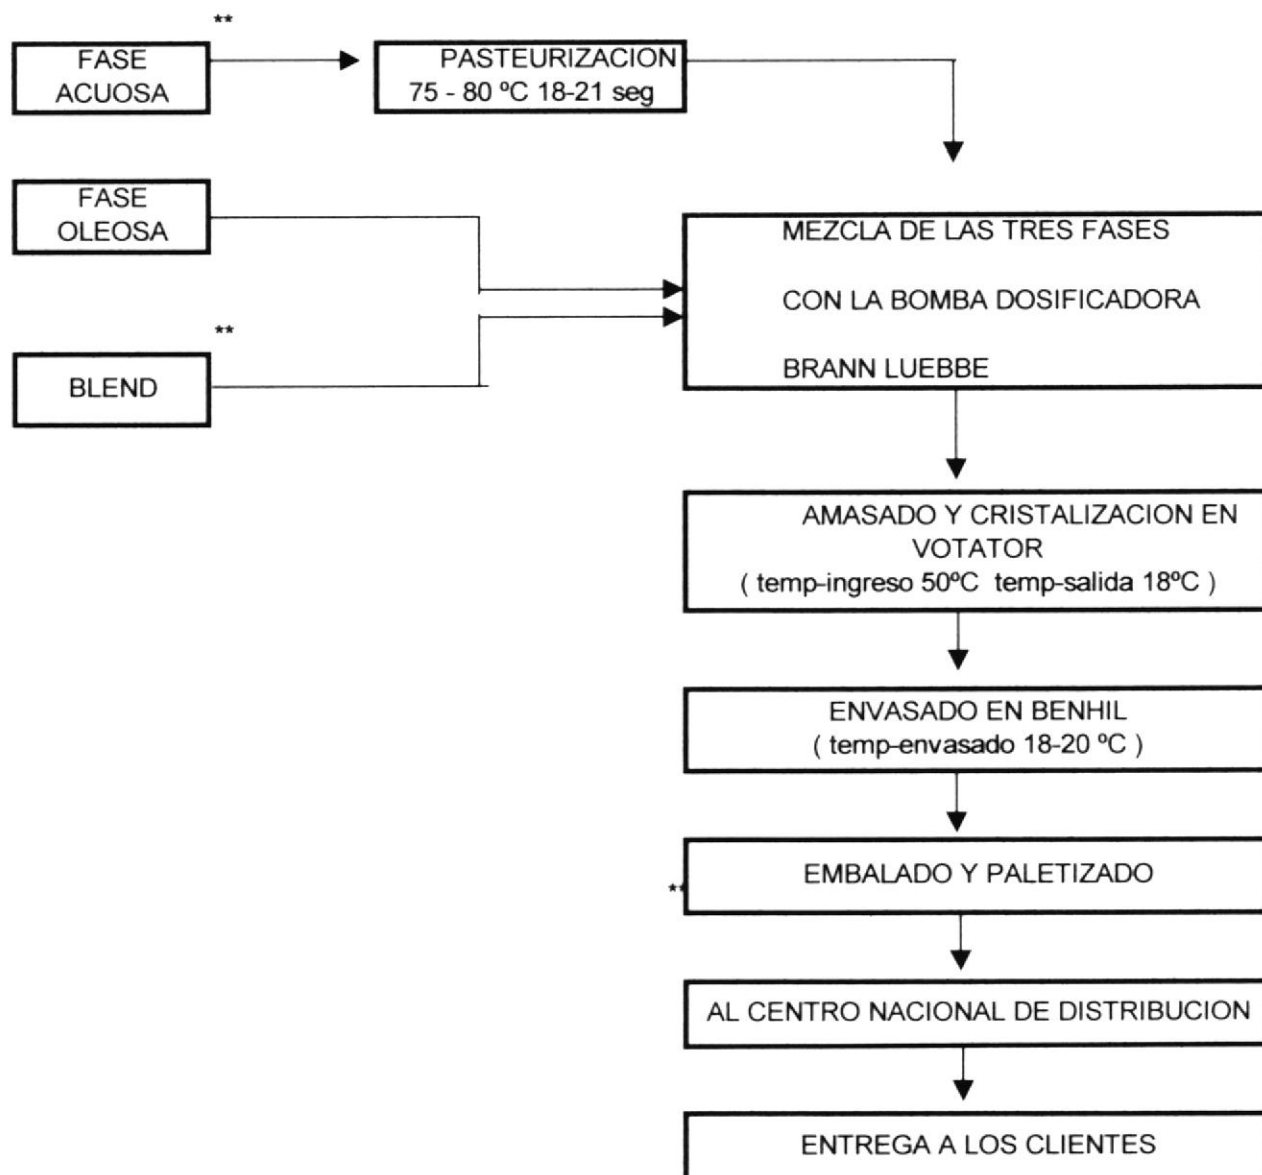 **
FASE
ACUOSA
PASTEURIZACION
75 - 80 ºC 18-21 seg
FASE
OLEOSA
MEZCLA DE LAS TRES FASES
CON LA BOMBA DOSIFICADORA
BRANN LUEBBE
**
BLEND
AMASADO Y CRISTALIZACION EN
VOTATOR
( temp-ingreso 50ºC temp-salida 18ºC )
ENVASADO EN BENHIL
( temp-envasado 18-20 ºC )
**
EMBALADO Y PALETIZADO
AL CENTRO NACIONAL DE DISTRIBUCION
ENTREGA A LOS CLIENTES